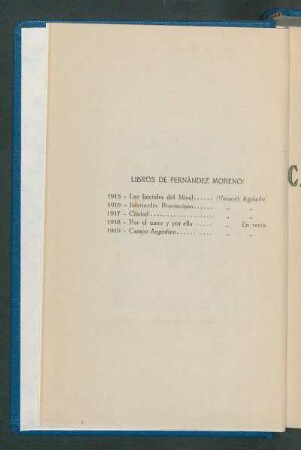 LIBROS DE FERNÁNDEZ MORENO:
1915 - Las Iniciales del Misal...... (Versos) Agotado
1916 - Intermedio Provinciano...... „ „
1917 - Ciudad...... „ „
1918 - Por el amor y por ella ..... „ En venta
1919 - Campo Argentino...... .... „ „
CA